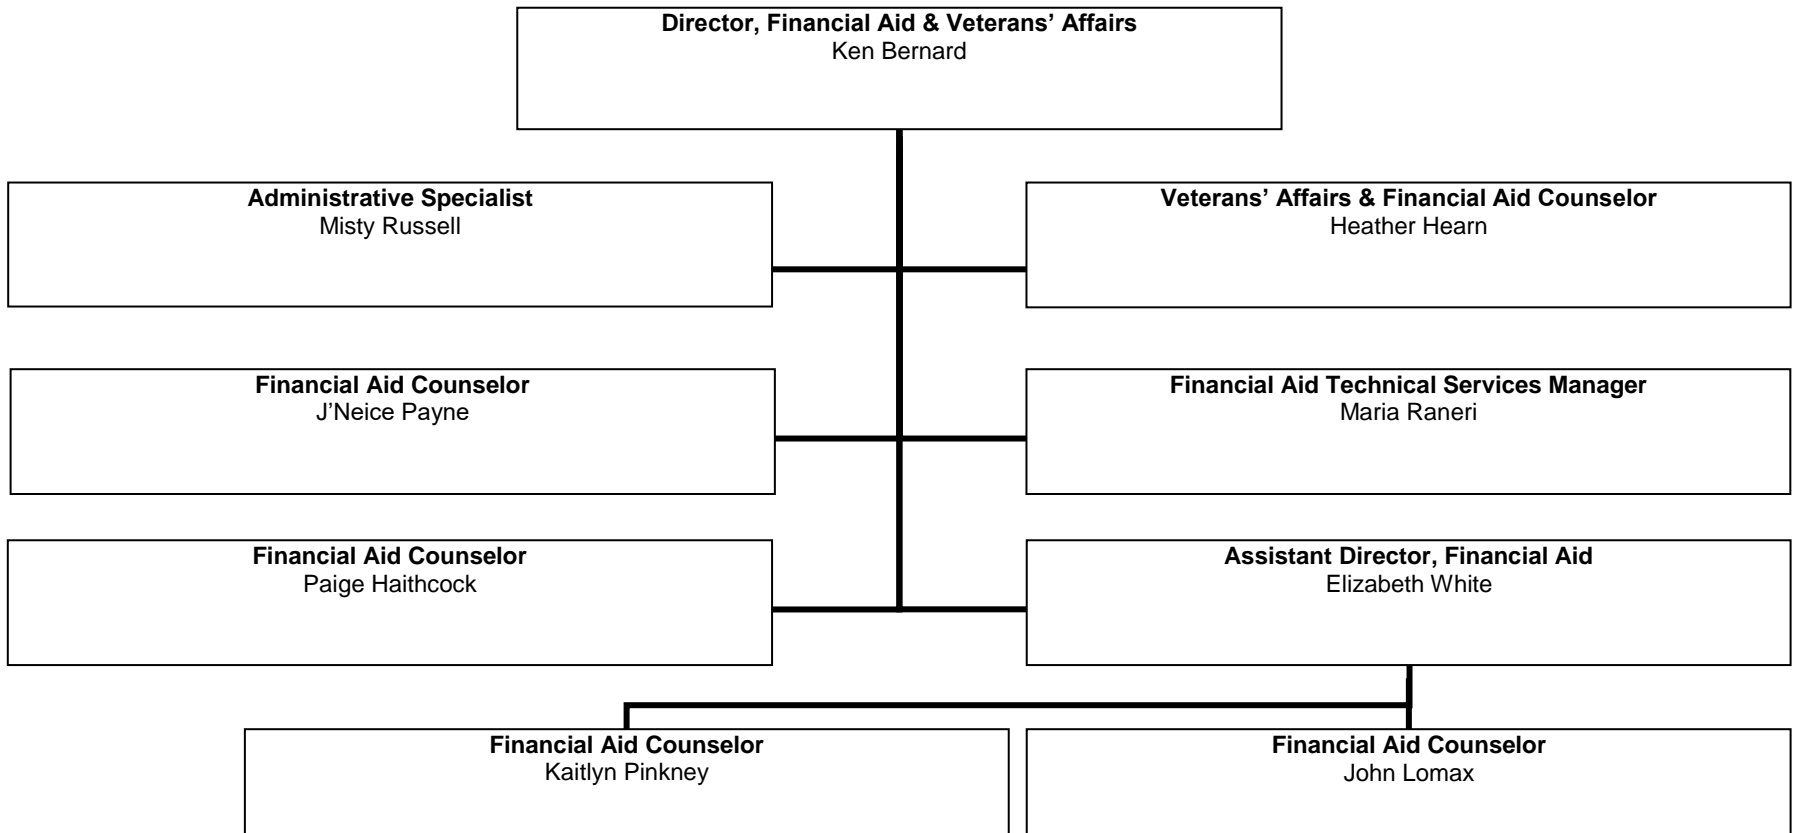 Director, Financial Aid & Veterans’ Affairs
Ken Bernard
Administrative Specialist
Misty Russell
Veterans’ Affairs & Financial Aid Counselor
Heather Hearn
Financial Aid Counselor
J’Neice Payne
Financial Aid Technical Services Manager
Maria Raneri
Financial Aid Counselor
Paige Haithcock
Assistant Director, Financial Aid
Elizabeth White
Financial Aid Counselor
Kaitlyn Pinkney
Financial Aid Counselor
John Lomax